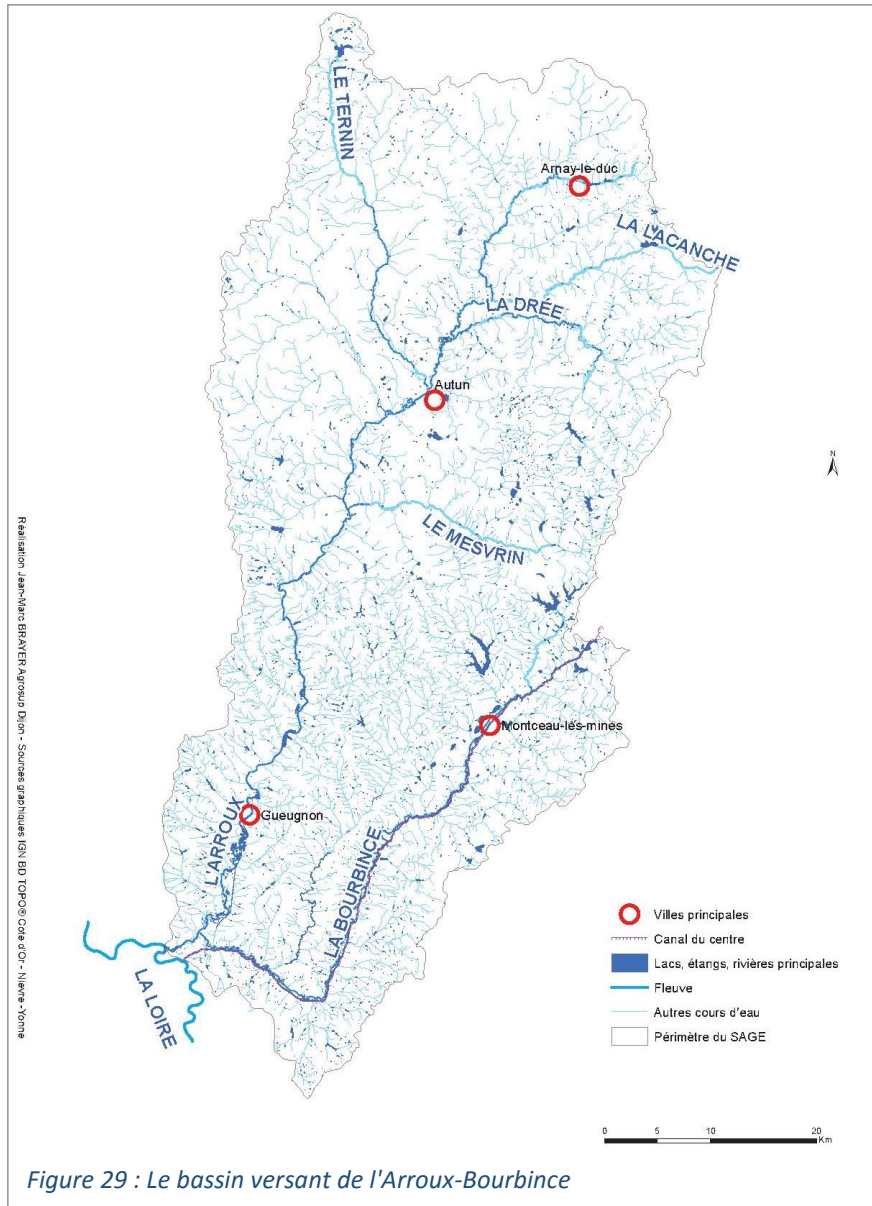 LE TERNIN
Arnay-le-duc
LA LACANCHE
LA DRÉE
Autun
N
LE MESVRIN
Montceau-lés-mines
Gueugnon
L'ARROUX
LA BOURBINCE
LA LOIRE
Villes principales
Canal du centre
Lacs, étangs, rivières principales
Fleuve
Autres cours d'eau
Périmètre du SAGE
0 5 10 20
Km
Réalisation Jean-Marc BRAYER Agrosup Dijon - Sources graphiques IGN BD TOPO® Cote d'Or - Nievre -Yonne
Figure 29 : Le bassin versant de l'Arroux-Bourbince